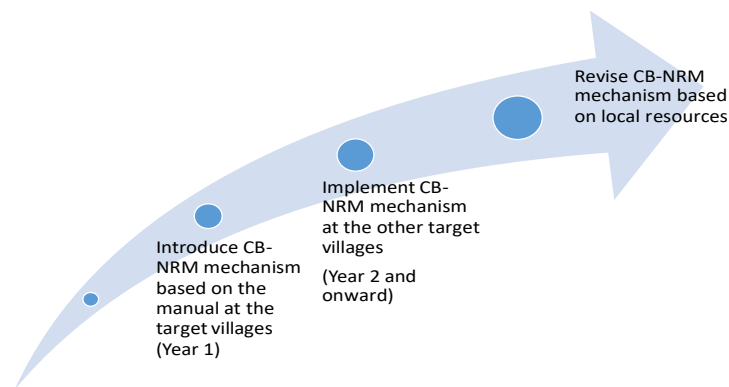 Introduce CB-
NRM mechanism
based on the
manual at the
target villages
(Year 1)
Implement CB-
NRM mechanism
at the other target
villages
(Year 2 and
onward)
Revise CB-NRM
mechanism based
on local resources